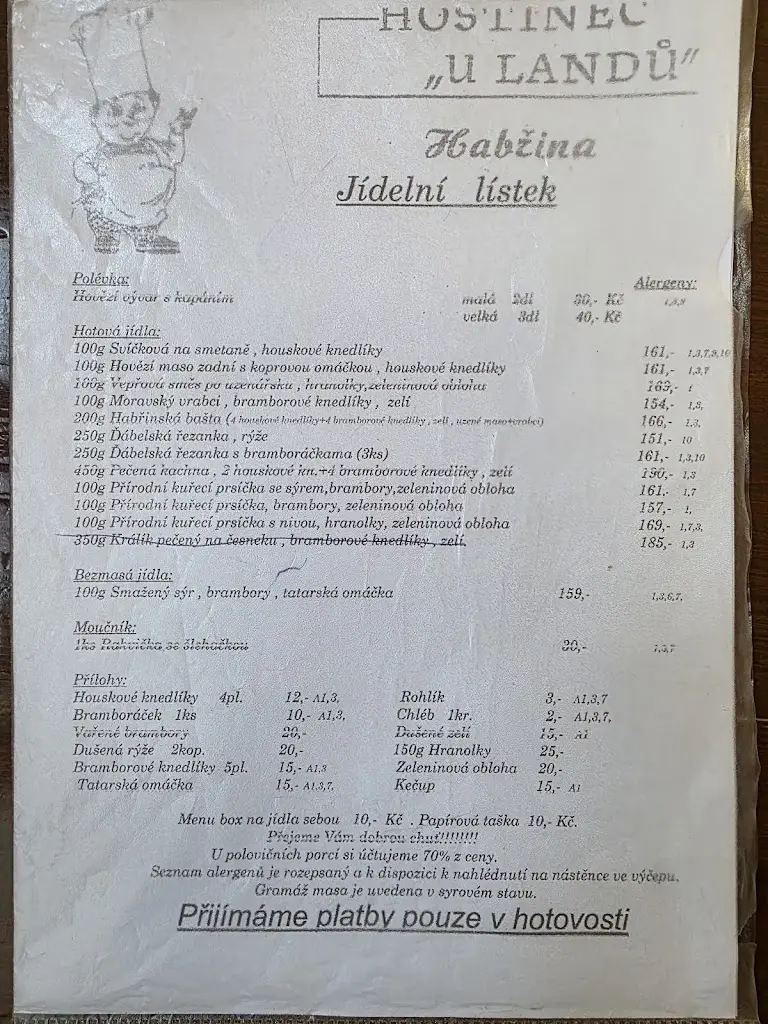 HOSTINEC
„U LANDŮ"
Habřina
Jídelní lístek
Polévka: Alergeny:
Hovězí vývar s kapáním malá 2dl 30,- Kč 1,3,9
velká 3dl 40,- Kč
Hotová jídla:
100g Svíčková na smetaně , houskové knedlíky 161,- 1,3,7,9,10
100g Hovězí maso zadní s koprovou omáčkou , houskové knedlíky 161,- 1,3,7
100g Vepřová směs po uzenářsku , hranolky,zeleninová obloha 163,- 1
100g Moravský vrabci , bramborové knedlíky , zelí 154,- 1,3,
200g Habřinská bašta (4 houskové knedlíky+4 bramborové knedlíky , zelí , uzené maso+vrabci) 166,- 1,3,
250g Ďábelská řezanka , rýže 151,- 10
250g Ďábelská řezanka s bramboráčkama (3ks) 161,- 1,3,10
450g Pečená kachna , 2 houskové kn.+4 bramborové knedlíky , zelí 190,- 1,3
100g Přírodní kuřecí prsíčka se sýrem,brambory,zeleninová obloha 161,- 1,7
100g Přírodní kuřecí prsíčka, brambory, zeleninová obloha 157,- 1,
100g Přírodní kuřecí prsíčka s nivou, hranolky, zeleninová obloha 169,- 1,7,3,
350g Králík pečený na česneku , bramborové knedlíky , zelí. 185,- 1,3
Bezmasá jídla:
100g Smažený sýr , brambory , tatarská omáčka 159,- 1,3,6,7,
Moučník:
1ks Rakvička se šlehačkou 30,- 1,3,7
Přílohy:
Houskové knedlíky 4pl. 12,- A1,3, Rohlík 3,- A1,3,7
Bramboráček 1ks 10,- A1,3, Chléb 1kr. 2,- A1,3,7,
Vařené brambory 20,- Dušené zelí 15,- A1
Dušená rýže 2kop. 20,- 150g Hranolky 25,-
Bramborové knedlíky 5pl. 15,- A1,3 Zeleninová obloha 20,-
Tatarská omáčka 15,- A1,3,7, Kečup 15,- A1
Menu box na jídla sebou 10,- Kč . Papírová taška 10,- Kč.
Přejeme Vám dobrou chuť!!!!!!!!
U polovičních porcí si účtujeme 70% z ceny.
Seznam alergenů je rozepsaný a k dispozici k nahlédnutí na nástěnce ve výčepu.
Gramáž masa je uvedena v syrovém stavu.
Přijímáme platby pouze v hotovosti